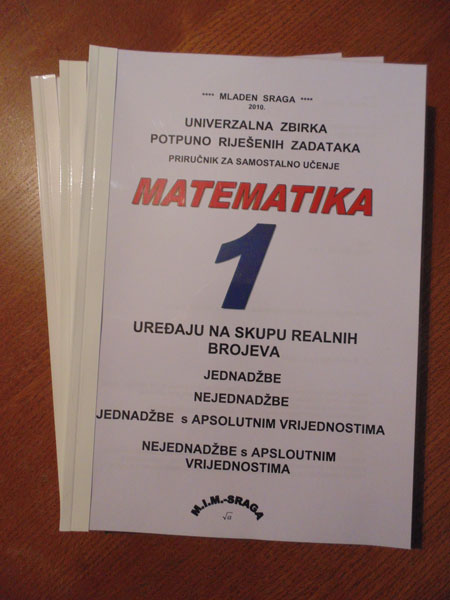 **** MLADEN SRAGA ****
2010.
UNIVERZALNA ZBIRKA
POTPUNO RIJEŠENIH ZADATAKA
PRIRUČNIK ZA SAMOSTALNO UČENJE
MATEMATIKA
1
UREĐAJU NA SKUPU REALNIH
BROJEVA
JEDNADŽBE
NEJEDNADŽBE
JEDNADŽBE s APSOLUTNIM VRIJEDNOSTIMA
NEJEDNADŽBE s APSLOUTNIM
VRIJEDNOSTIMA
M.I.M.-SRAGA